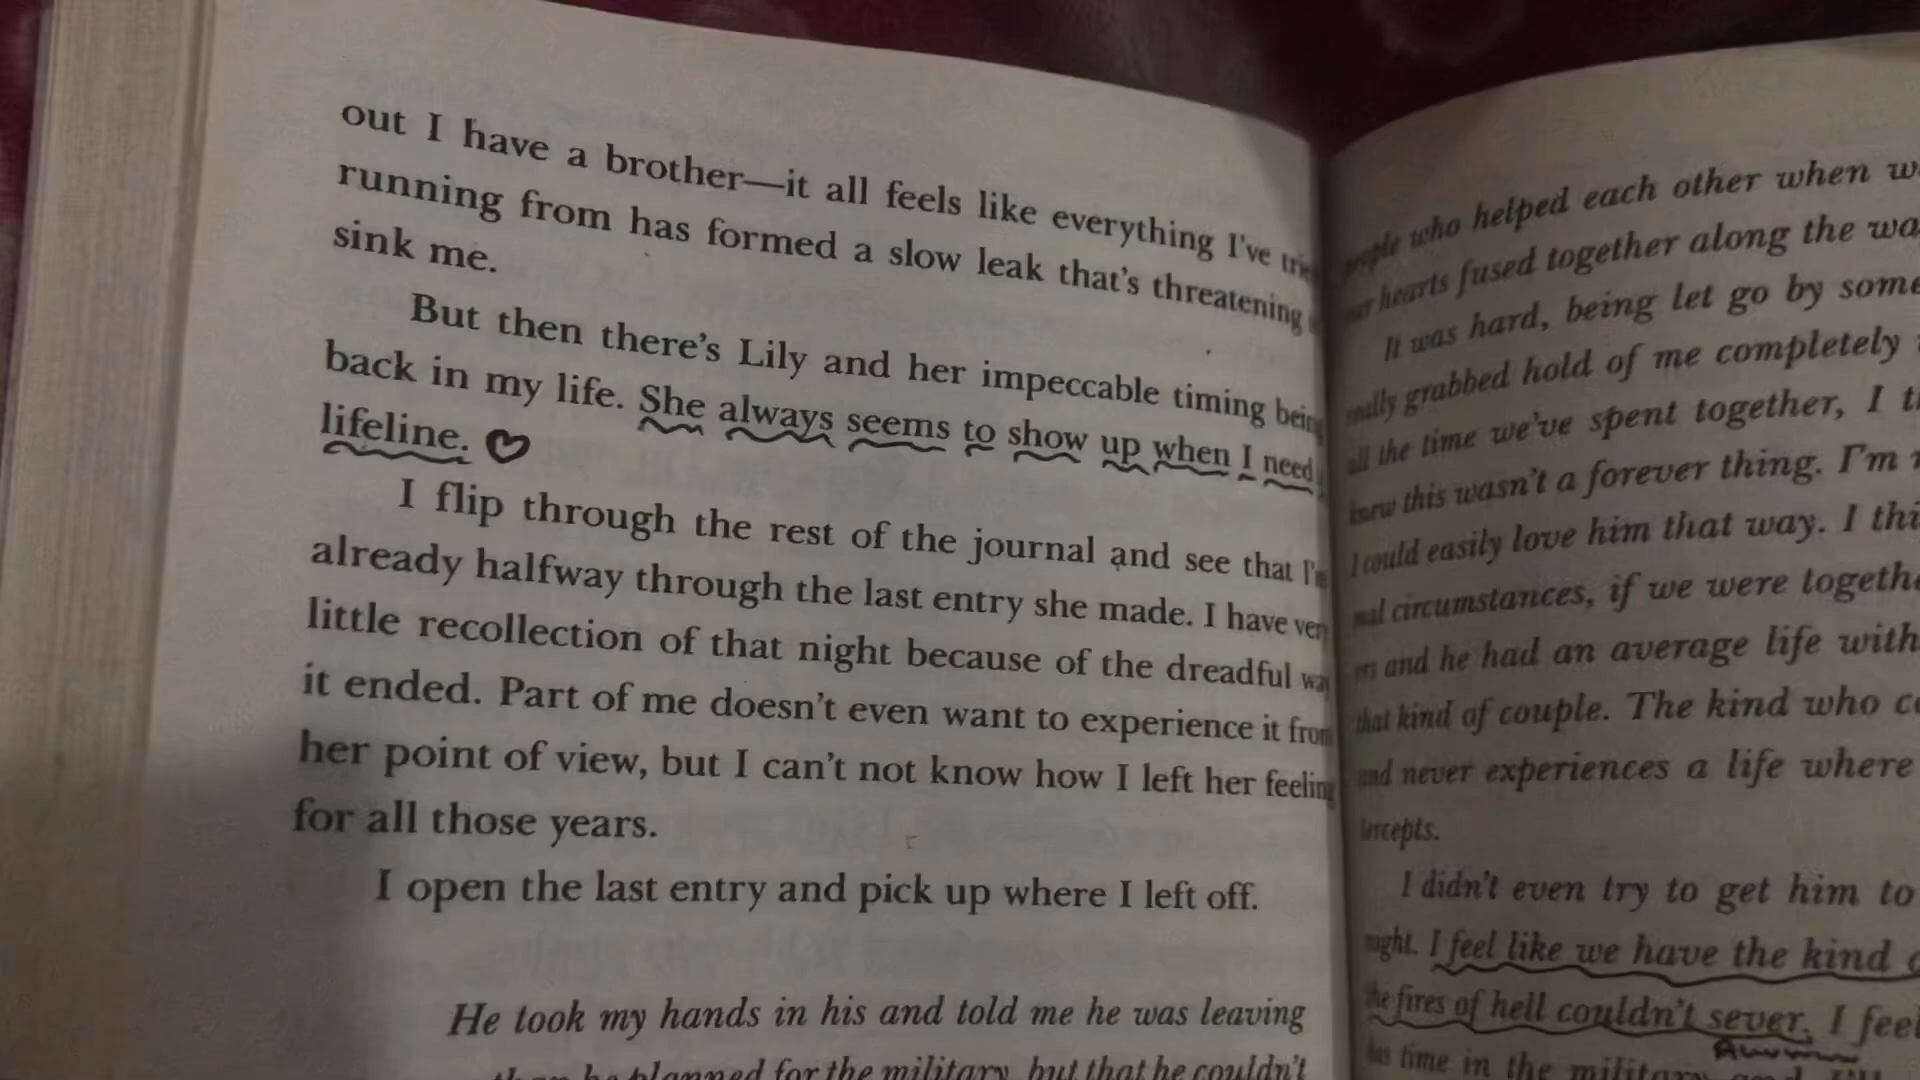 out I have a brother—it all feels like everything I've
running from has formed a slow leak that's threatening
sink me.
But then there's Lily and her impeccable timing being
back in my life. She always seems to show up when I need
lifeline.
I flip through the rest of the journal and see that I'm
already halfway through the last entry she made. I have very
little recollection of that night because of the dreadful way
it ended. Part of me doesn't even want to experience it from
her point of view, but I can't not know how I left her feeling
for all those years.
I open the last entry and pick up where I left off.
He took my hands in his and told me he was leaving
he planned for the military, but that he couldn't
people who helped each other when
hearts fused together along the
It was hard, being let go by
really grabbed hold of me completely
all the time we've spent together, I
knew this wasn't a forever thing. I'm
I could easily love him that way. I
circumstances, if we were
and he had an average life with
that kind of couple. The kind who
and never experiences a life where
I didn't even try to get him to
I feel like we have the kind
the fires of hell couldn't sever. I feel
time in the military